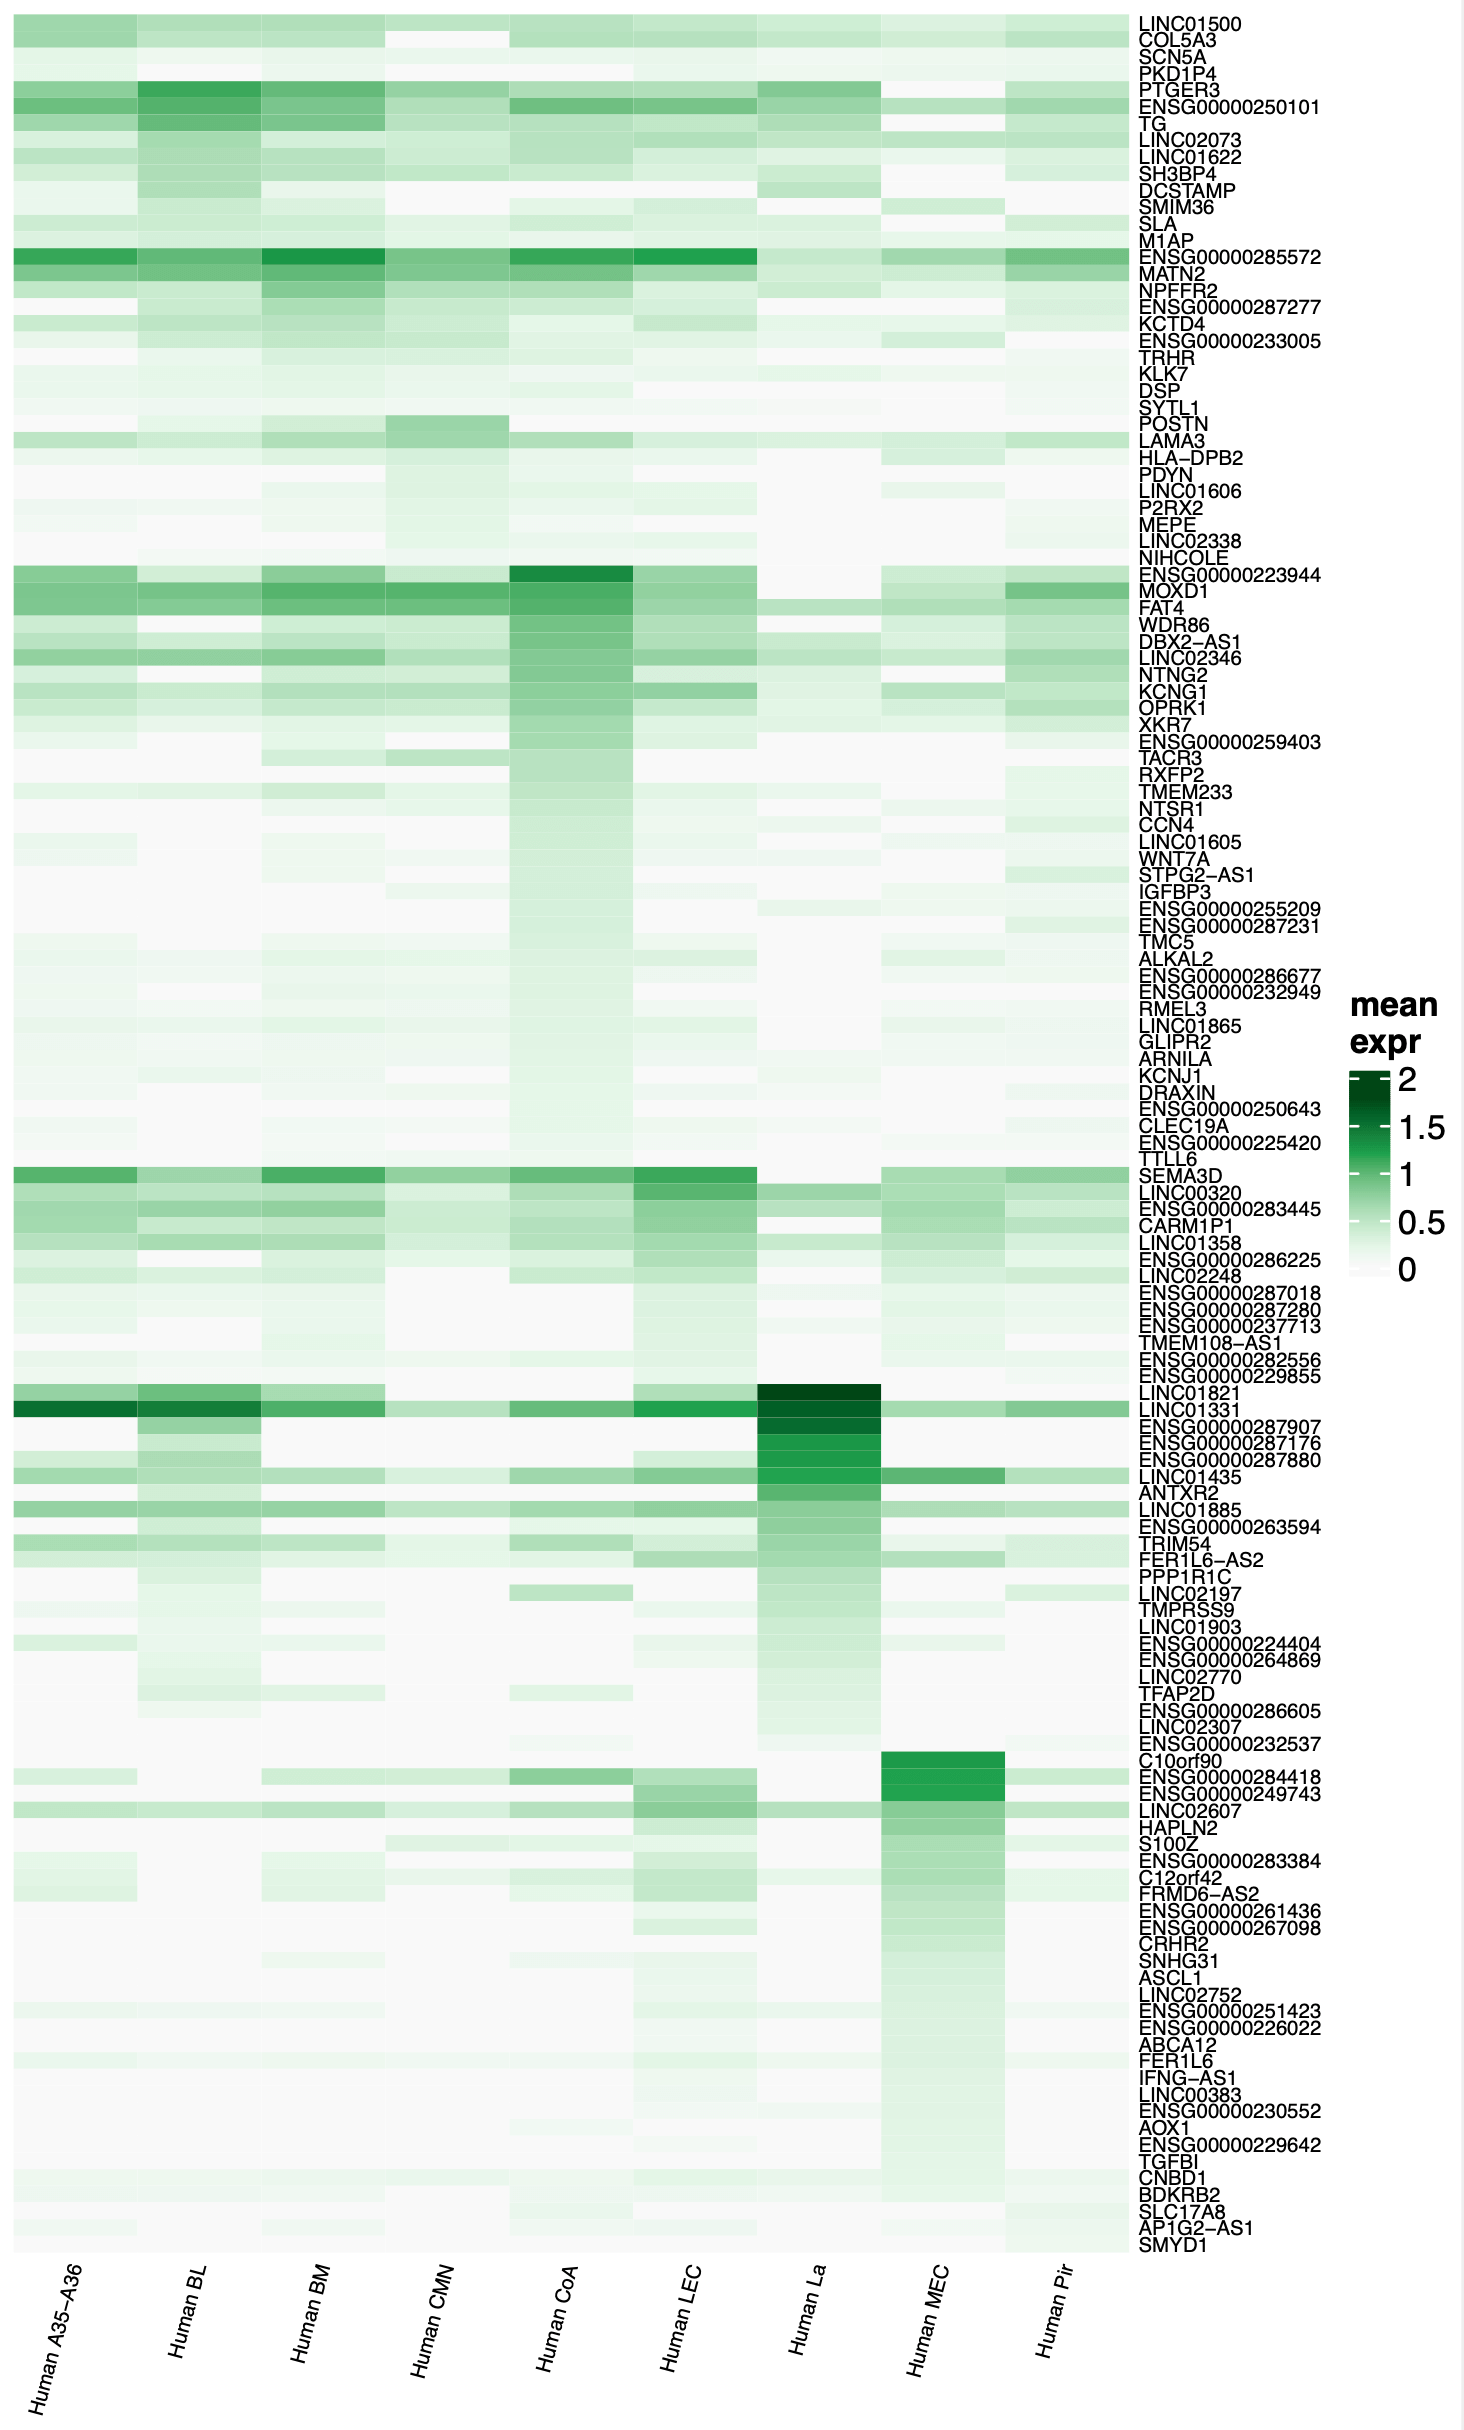 LINC01500
COL5A3
SCN5A
PKD1P4
PTGER3
ENSG00000250101
TG
LINC02073
LINC01622
SH3BP4
DCSTAMP
SMIM36
SLA
M1AP
ENSG00000285572
MATN2
NPFFR2
ENSG00000287277
KCTD4
ENSG00000233005
TRHR
KLK7
DSP
SYTL1
POSTN
LAMA3
HLA−DPB2
PDYN
LINC01606
P2RX2
MEPE
LINC02338
NIHCOLE
ENSG00000223944
MOXD1
FAT4
WDR86
DBX2−AS1
LINC02346
NTNG2
KCNG1
OPRK1
XKR7
ENSG00000259403
TACR3
RXFP2
TMEM233
NTSR1
CCN4
LINC01605
WNT7A
STPG2−AS1
IGFBP3
ENSG00000255209
ENSG00000287231
TMC5
ALKAL2
ENSG00000286677
ENSG00000232949
RMEL3
LINC01865
GLIPR2
ARNILA
KCNJ1
DRAXIN
ENSG00000250643
CLEC19A
ENSG00000225420
TTLL6
SEMA3D
LINC00320
ENSG00000283445
CARM1P1
LINC01358
ENSG00000286225
LINC02248
ENSG00000287018
ENSG00000287280
ENSG00000237713
TMEM108−AS1
ENSG00000282556
ENSG00000229855
LINC01821
LINC01331
ENSG00000287907
ENSG00000287176
ENSG00000287880
LINC01435
ANTXR2
LINC01885
ENSG00000263594
TRIM54
FER1L6−AS2
PPP1R1C
LINC02197
TMPRSS9
LINC01903
ENSG00000224404
ENSG00000264869
LINC02770
TFAP2D
ENSG00000286605
LINC02307
ENSG00000232537
C10orf90
ENSG00000284418
ENSG00000249743
LINC02607
HAPLN2
S100Z
ENSG00000283384
C12orf42
FRMD6−AS2
ENSG00000261436
ENSG00000267098
CRHR2
SNHG31
ASCL1
LINC02752
ENSG00000251423
ENSG00000226022
ABCA12
FER1L6
IFNG−AS1
LINC00383
ENSG00000230552
AOX1
ENSG00000229642
TGFBI
CNBD1
BDKRB2
SLC17A8
AP1G2−AS1
SMYD1
Human A35−A36
Human BL
Human BM
Human CMN
Human CoA
Human LEC
Human La
Human MEC
Human Pir
mean
expr
2
1.5
1
0.5
0